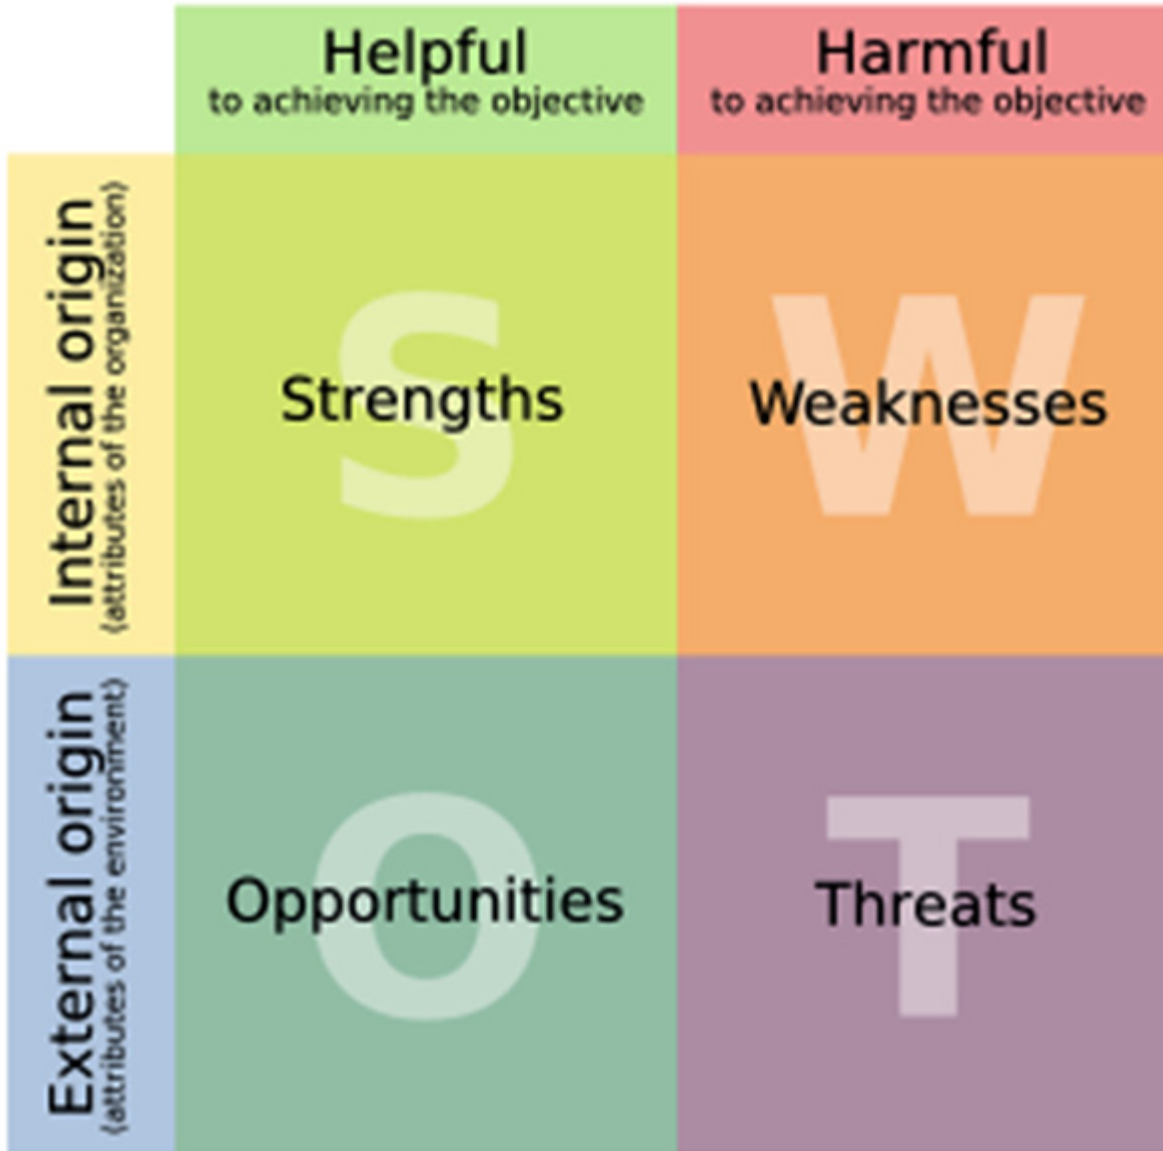 Helpful
to achieving the objective
Harmful
to achieving the objective
Internal origin
(attributes of the organization)
S
Strengths
W
Weaknesses
External origin
(attributes of the environment)
O
Opportunities
T
Threats